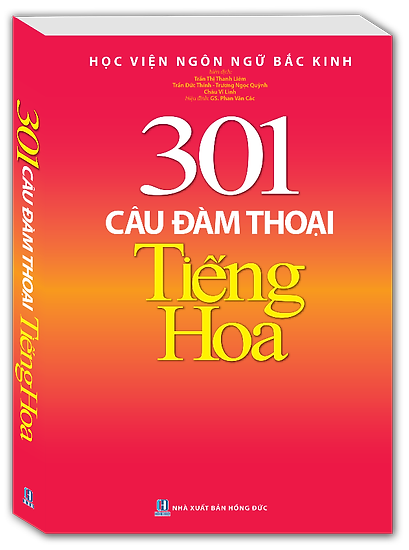 HỌC VIỆN NGÔN NGỮ BẮC KINH
biên dịch:
Trần Thị Thanh Liêm
Trần Đức Thính - Trương Ngọc Quỳnh
Châu Vĩ Linh
Hiệu đính: GS. Phan Văn Các
301
CÂU ĐÀM THOẠI
Tiếng
Hoa
NHÀ XUẤT BẢN HỒNG ĐỨC
301 CÂU ĐÀM THOẠI Tiếng Hoa